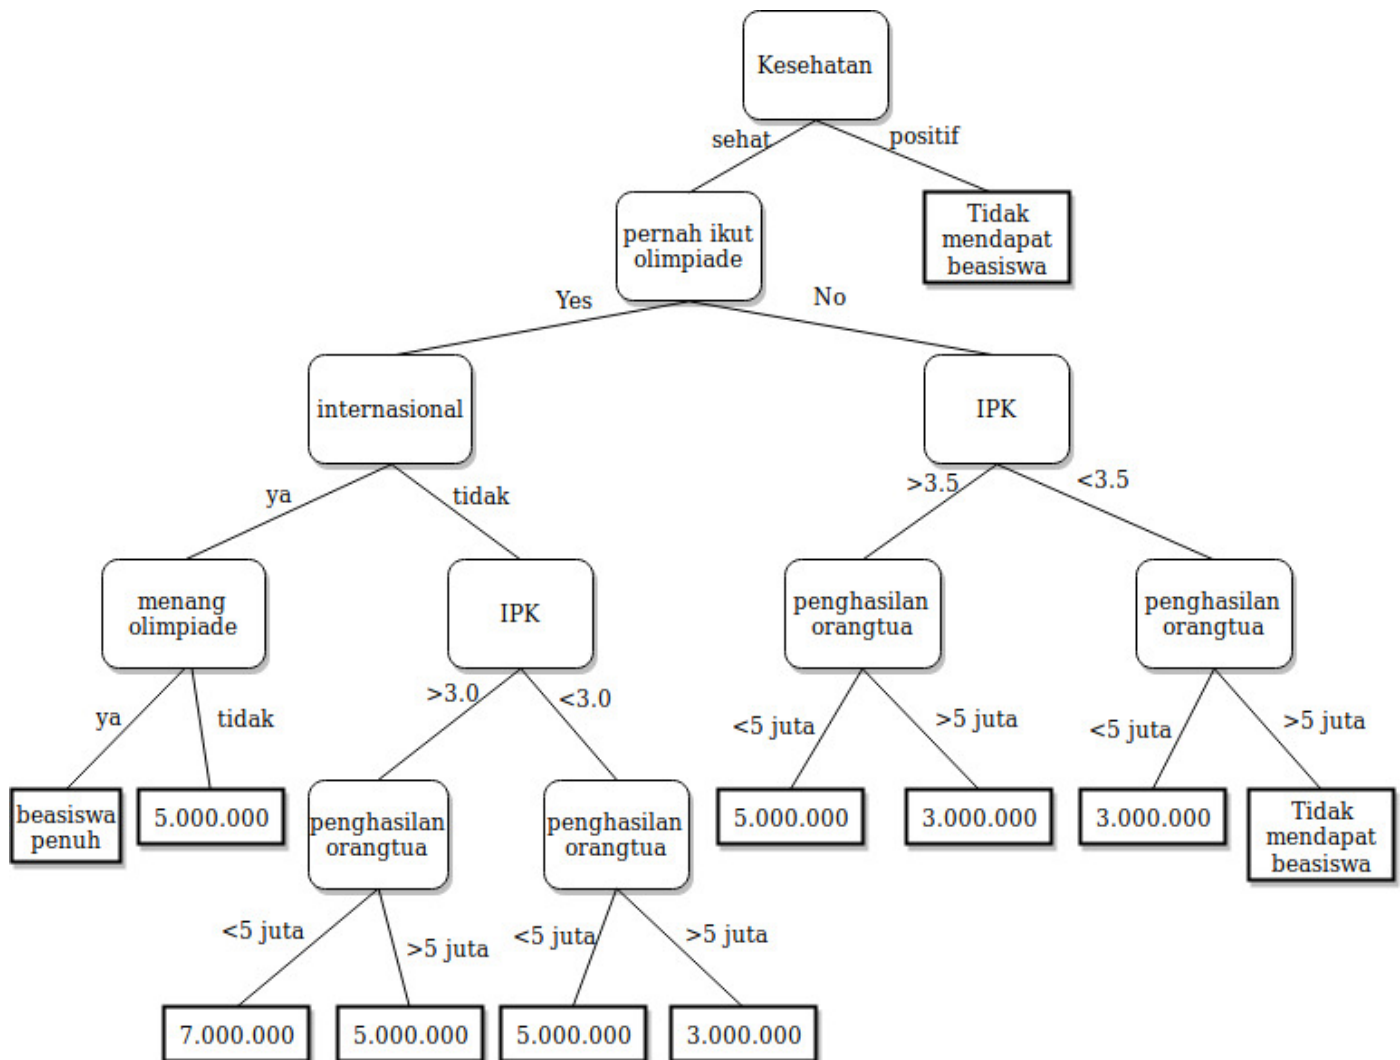 Kesehatan
sehat
positif
pernah ikut
olimpiade
Tidak
mendapat
beasiswa
Yes
No
internasional
IPK
ya
tidak
>3.5
<3.5
menang
olimpiade
IPK
penghasilan
orangtua
penghasilan
orangtua
ya
tidak
>3.0
<3.0
<5 juta
>5 juta
<5 juta
>5 juta
beasiswa
penuh
5.000.000
penghasilan
orangtua
penghasilan
orangtua
5.000.000
3.000.000
3.000.000
Tidak
mendapat
beasiswa
<5 juta
>5 juta
<5 juta
>5 juta
7.000.000
5.000.000
5.000.000
3.000.000